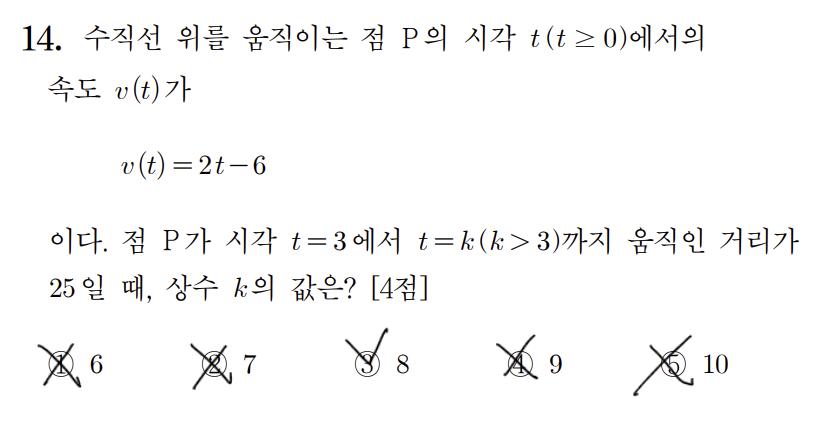 14. 수직선 위를 움직이는 점 P의 시각 t(t ≥ 0)에서의
속도 v(t)가
v(t)=2t−6
이다. 점 P가 시각 t=3에서 t=k(k>3)까지 움직인 거리가
25일 때, 상수 k의 값은? [4점]
① 6 ② 7 ③ 8 ④ 9 ⑤ 10